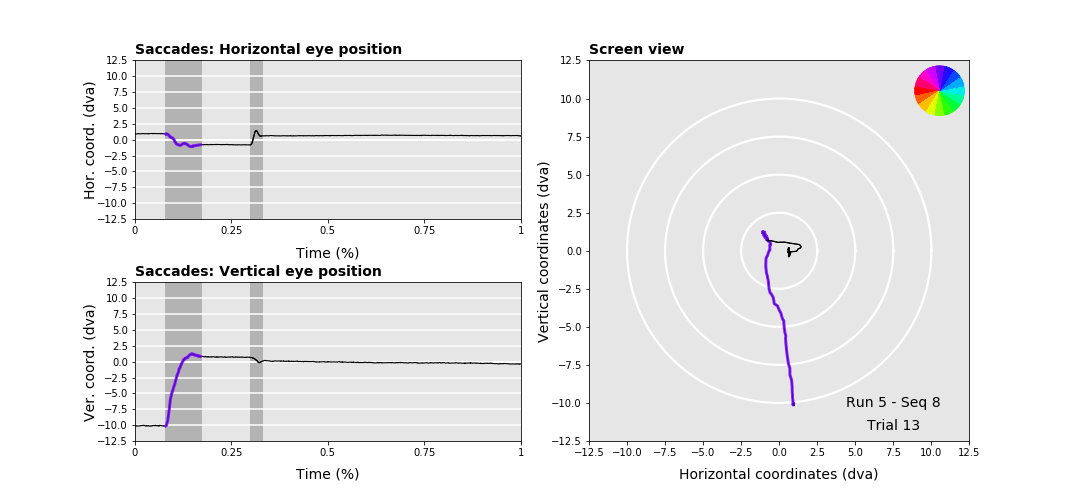 Saccades: Horizontal eye position
Hor. coord. (dva)
12.5
10.0
7.5
5.0
2.5
0.0
−2.5
−5.0
−7.5
−10.0
−12.5
0 0.25 0.5 0.75 1
Time (%)
Saccades: Vertical eye position
Ver. coord. (dva)
12.5
10.0
7.5
5.0
2.5
0.0
−2.5
−5.0
−7.5
−10.0
−12.5
0 0.25 0.5 0.75 1
Time (%)
Screen view
Vertical coordinates (dva)
12.5
10.0
7.5
5.0
2.5
0.0
−2.5
−5.0
−7.5
−10.0
−12.5
Run 5 - Seq 8
Trial 13
−12.5 −10.0 −7.5 −5.0 −2.5 0.0 2.5 5.0 7.5 10.0 12.5
Horizontal coordinates (dva)